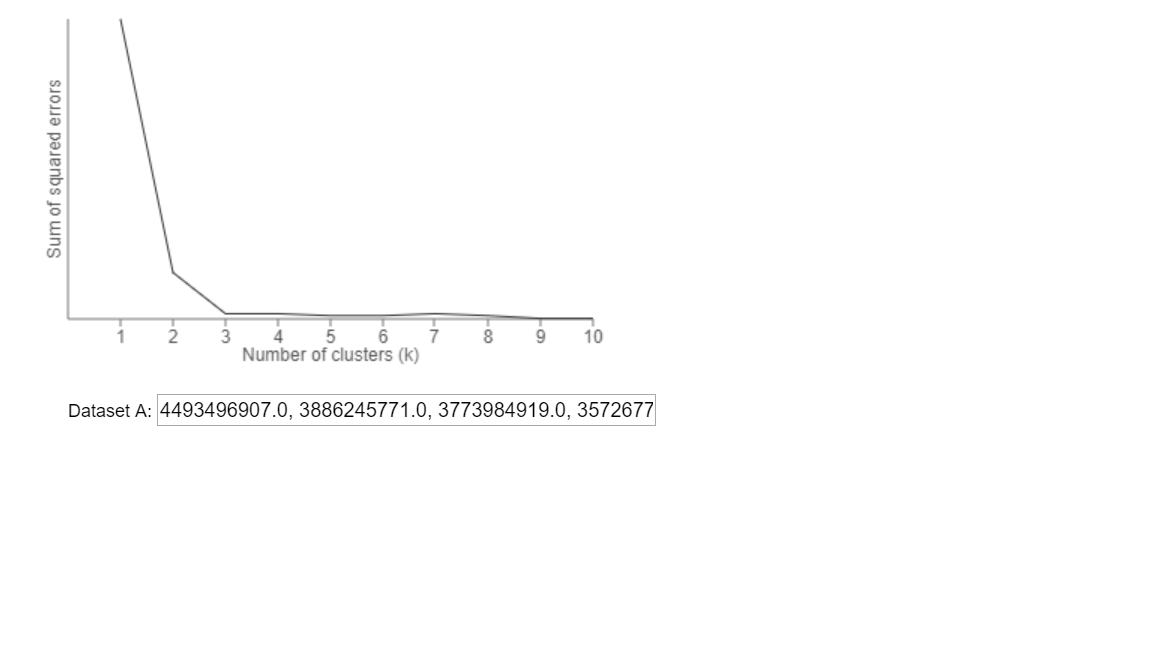 Sum of squared errors
1 2 3 4 5 6 7 8 9 10
Number of clusters (k)
Dataset A: 4493496907.0, 3886245771.0, 3773984919.0, 3572677